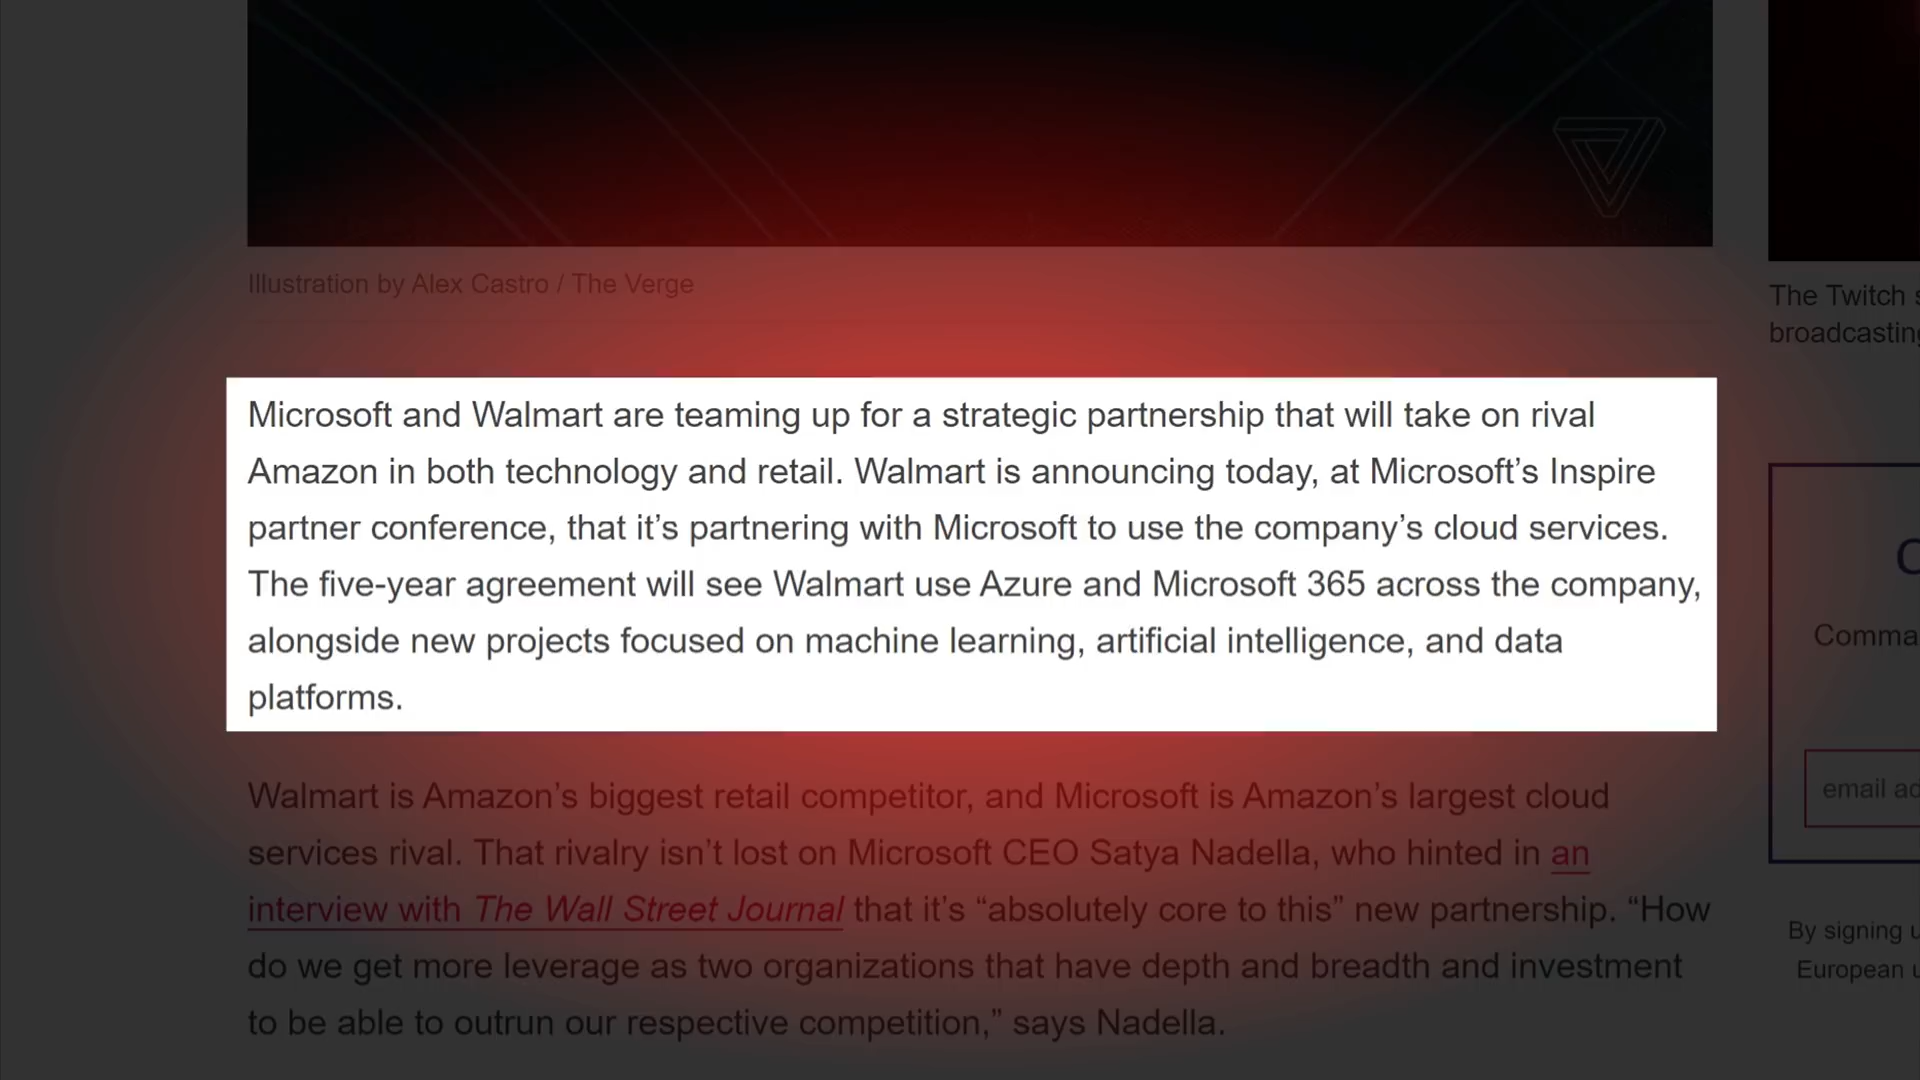 Illustration by Alex Castro / The Verge
Microsoft and Walmart are teaming up for a strategic partnership that will take on rival
Amazon in both technology and retail. Walmart is announcing today, at Microsoft’s Inspire
partner conference, that it’s partnering with Microsoft to use the company’s cloud services.
The five-year agreement will see Walmart use Azure and Microsoft 365 across the company,
alongside new projects focused on machine learning, artificial intelligence, and data
platforms.
Walmart is Amazon’s biggest retail competitor, and Microsoft is Amazon’s largest cloud
services rival. That rivalry isn’t lost on Microsoft CEO Satya Nadella, who hinted in an
interview with The Wall Street Journal that it’s “absolutely core to this” new partnership. “How
do we get more leverage as two organizations that have depth and breadth and investment
to be able to outrun our respective competition,” says Nadella.
The Twitch
broadcasting
Comma
email
By signing
European